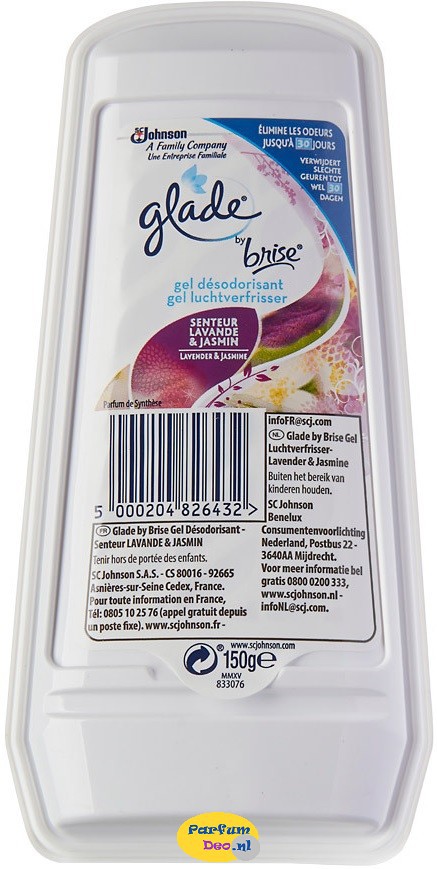 SC Johnson
A Family Company
Une Entreprise Familiale
ÉLIMINE LES ODEURS
JUSQU'À 30 JOURS
VERWIJDERT
SLECHTE
GEUREN TOT
WEL 30
DAGEN
glade®
by brise®
gel désodorisant
gel luchtverfrisser
SENTEUR
LAVANDE
& JASMIN
LAVENDER & JASMINE
Parfum de Synthèse
5 000204 826432 >
FR Glade by Brise Gel Désodorisant -
Senteur LAVANDE & JASMIN
Tenir hors de portée des enfants.
SC Johnson S.A.S. - CS 80016 - 92665
Asnières-sur-Seine Cedex, France.
Pour toute information en France,
Tél: 0805 10 25 76 (appel gratuit depuis
un poste fixe). www.scjohnson.fr -
infoFR@scj.com
NL Glade by Brise Gel
Luchtverfrisser-
Lavender & Jasmine
Buiten het bereik van
kinderen houden.
SC Johnson
Benelux
Consumentenvoorlichting
Nederland, Postbus 22 -
3640AA Mijdrecht.
Voor meer informatie bel
gratis 0800 0200 333,
www.scjohnson.nl -
infoNL@scj.com.
www.scjohnson.com
150g e
MMXV
833076
Parfum
Deo.nl